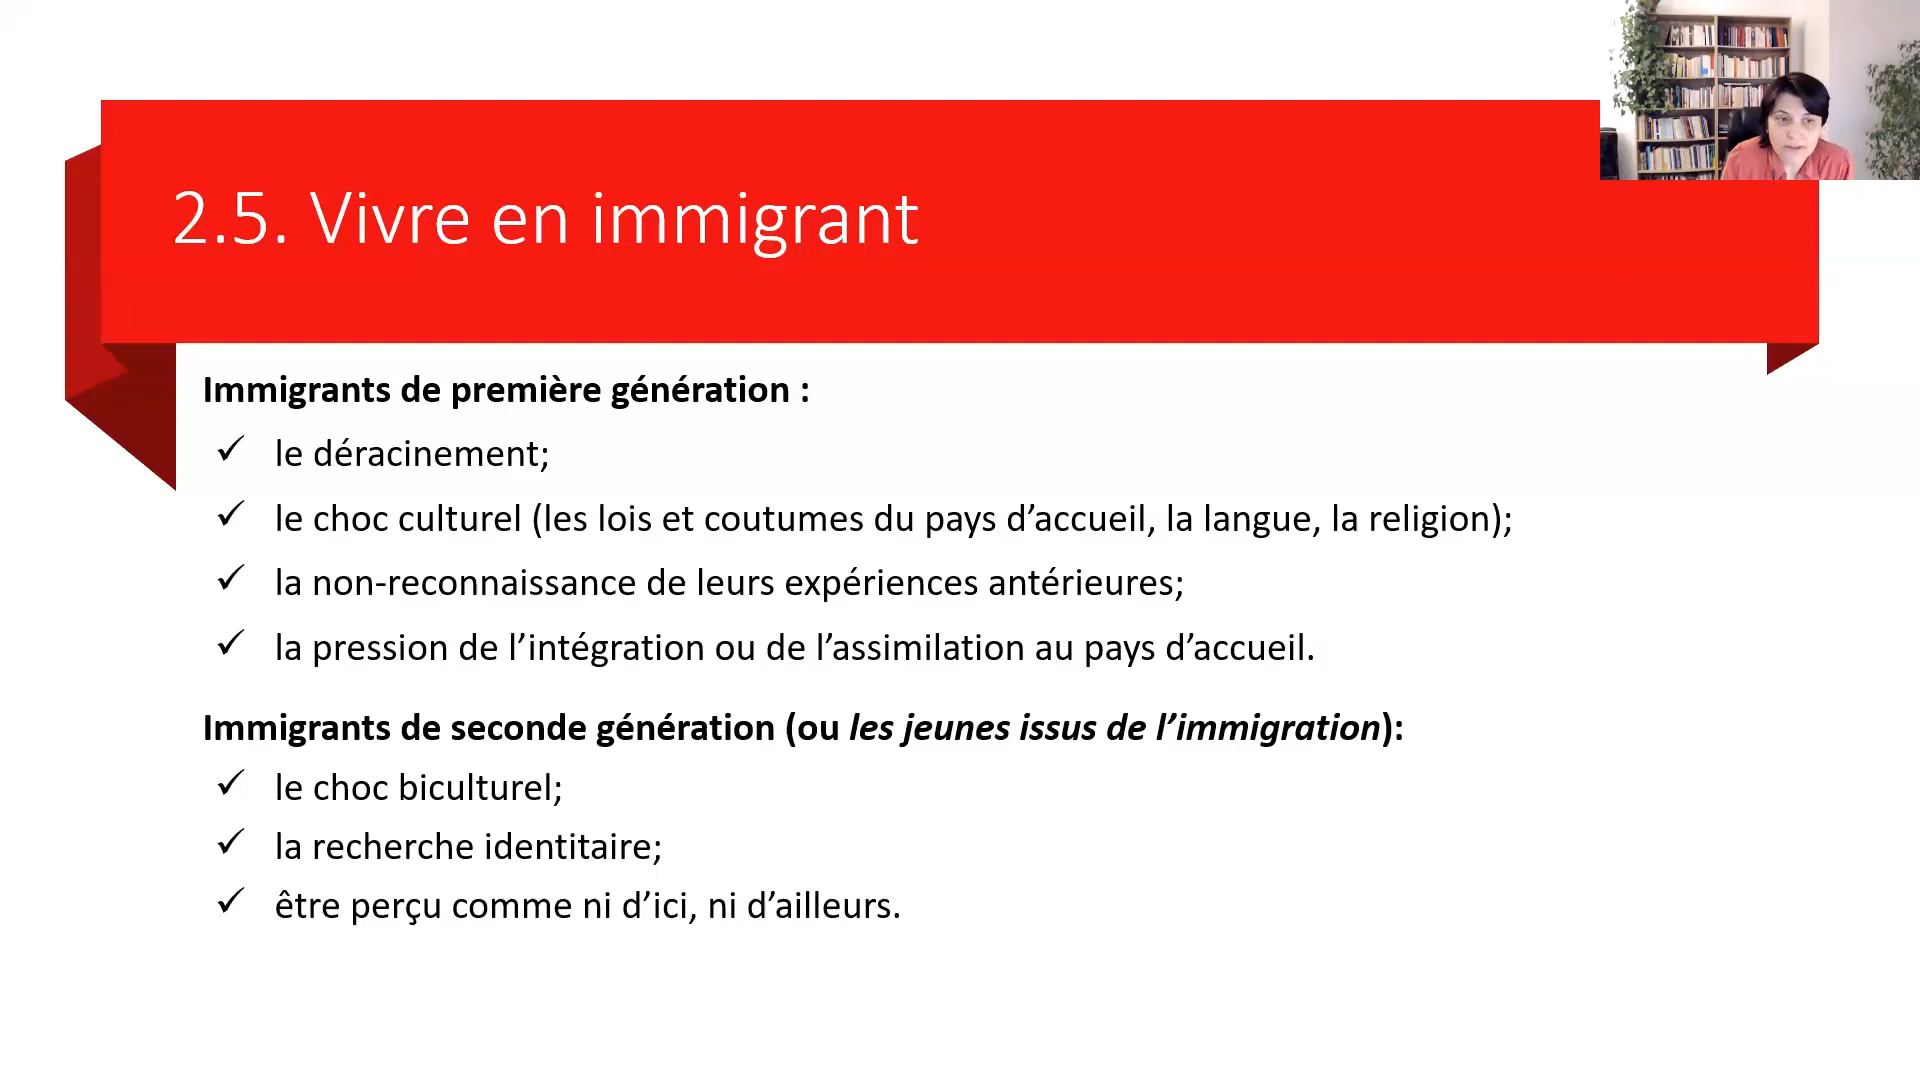 2.5. Vivre en immigrant
Immigrants de première génération :
✓ le déracinement;
✓ le choc culturel (les lois et coutumes du pays d’accueil, la langue, la religion);
✓ la non-reconnaissance de leurs expériences antérieures;
✓ la pression de l’intégration ou de l’assimilation au pays d’accueil.
Immigrants de seconde génération (ou les jeunes issus de l’immigration):
✓ le choc biculturel;
✓ la recherche identitaire;
✓ être perçu comme ni d’ici, ni d’ailleurs.